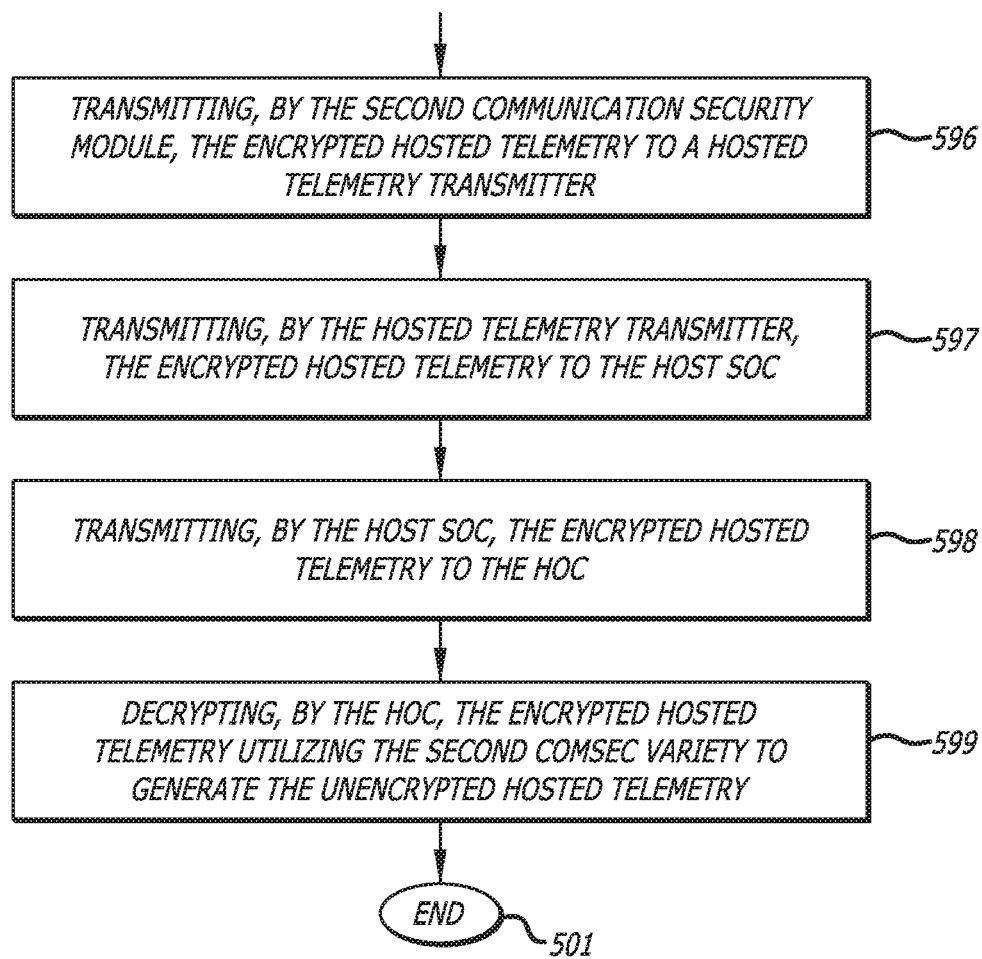 TRANSMITTING, BY THE SECOND COMMUNICATION SECURITY
MODULE, THE ENCRYPTED HOSTED TELEMETRY TO A HOSTED
TELEMETRY TRANSMITTER
596
TRANSMITTING, BY THE HOSTED TELEMETRY TRANSMITTER,
THE ENCRYPTED HOSTED TELEMETRY TO THE HOST SOC
597
TRANSMITTING, BY THE HOST SOC, THE ENCRYPTED HOSTED
TELEMETRY TO THE HOC
598
DECRYPTING, BY THE HOC, THE ENCRYPTED HOSTED
TELEMETRY UTILIZING THE SECOND COMSEC VARIETY TO
GENERATE THE UNENCRYPTED HOSTED TELEMETRY
599
END
501